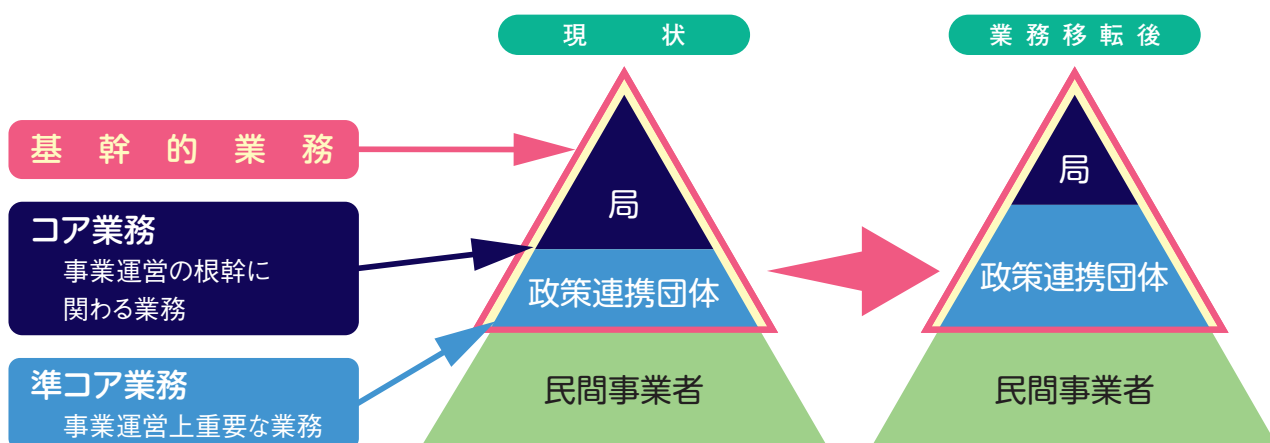 現状
業務移転後
基幹的業務
コア業務
事業運営の根幹に
関わる業務
準コア業務
事業運営上重要な業務
局
政策連携団体
民間事業者
局
政策連携団体
民間事業者